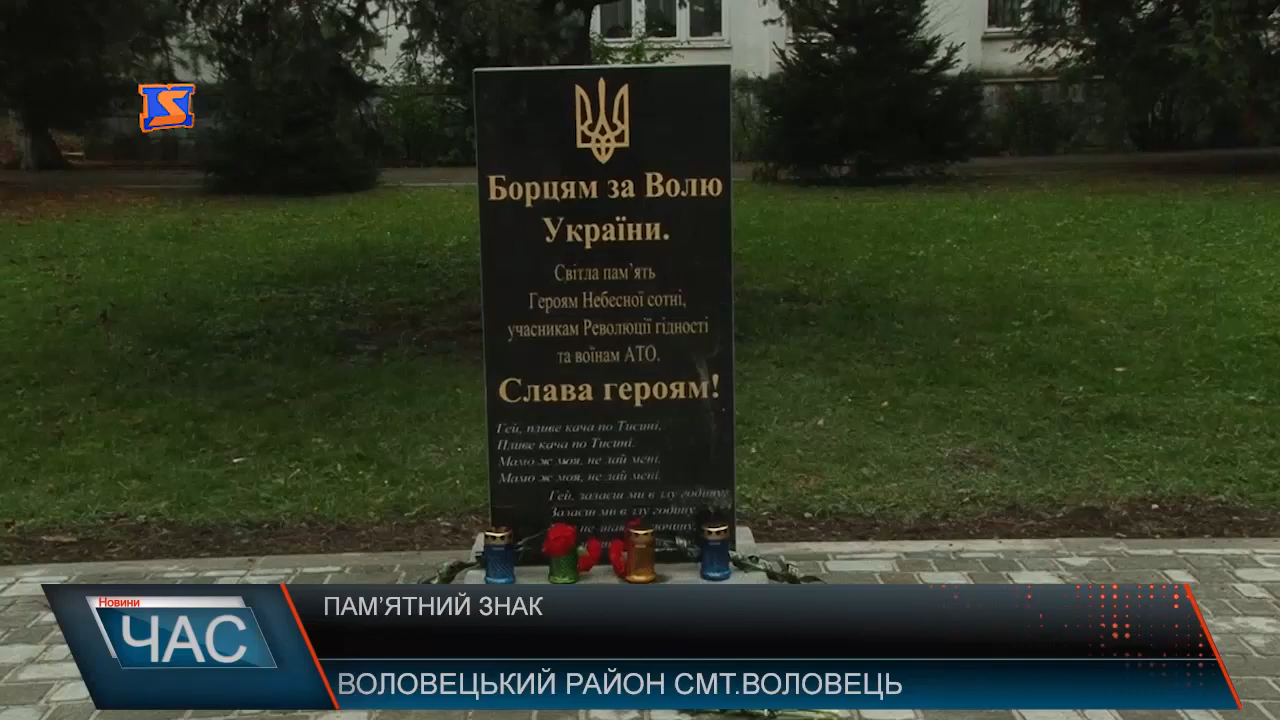 Борцям за Волю
України.
Світла пам'ять
Героям Небесної сотні,
учасникам Революції гідності
та воїнам АТО.
Слава героям!
Гей, пливе кача по Тисині,
Пливе кача по Тисині.
Мамо ж моя, не лай мені,
Мамо ж моя, не лай мені.
Гей, залаєш ми в злу годину,
Залаєш ми в злу годину.
не
Новини
ЧАС
ПАМ’ЯТНИЙ ЗНАК
ВОЛОВЕЦЬКИЙ РАЙОН СМТ.ВОЛОВЕЦЬ